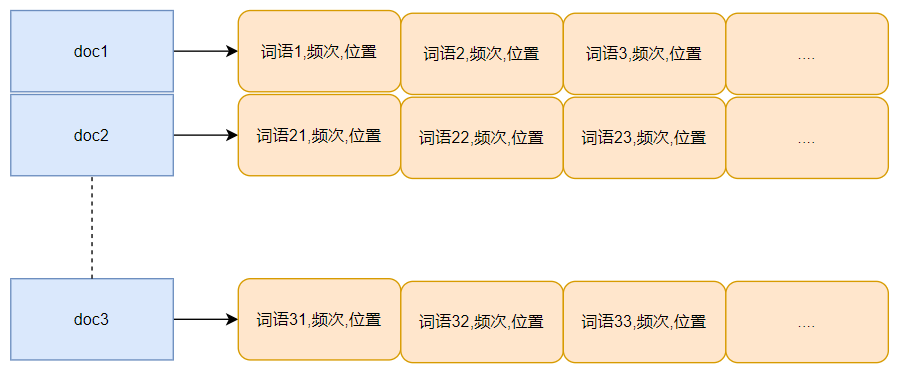 doc1
词语1,频次,位置
词语2,频次,位置
词语3,频次,位置
....
doc2
词语21,频次,位置
词语22,频次,位置
词语23,频次,位置
....
doc3
词语31,频次,位置
词语32,频次,位置
词语33,频次,位置
....